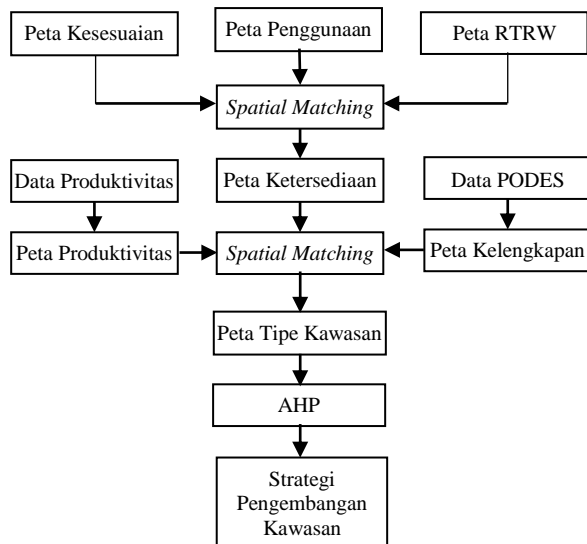 Peta Kesesuaian
Peta Penggunaan
Peta RTRW
Spatial Matching
Data Produktivitas
Peta Ketersediaan
Data PODES
Peta Produktivitas
Spatial Matching
Peta Kelengkapan
Peta Tipe Kawasan
AHP
Strategi
Pengembangan
Kawasan